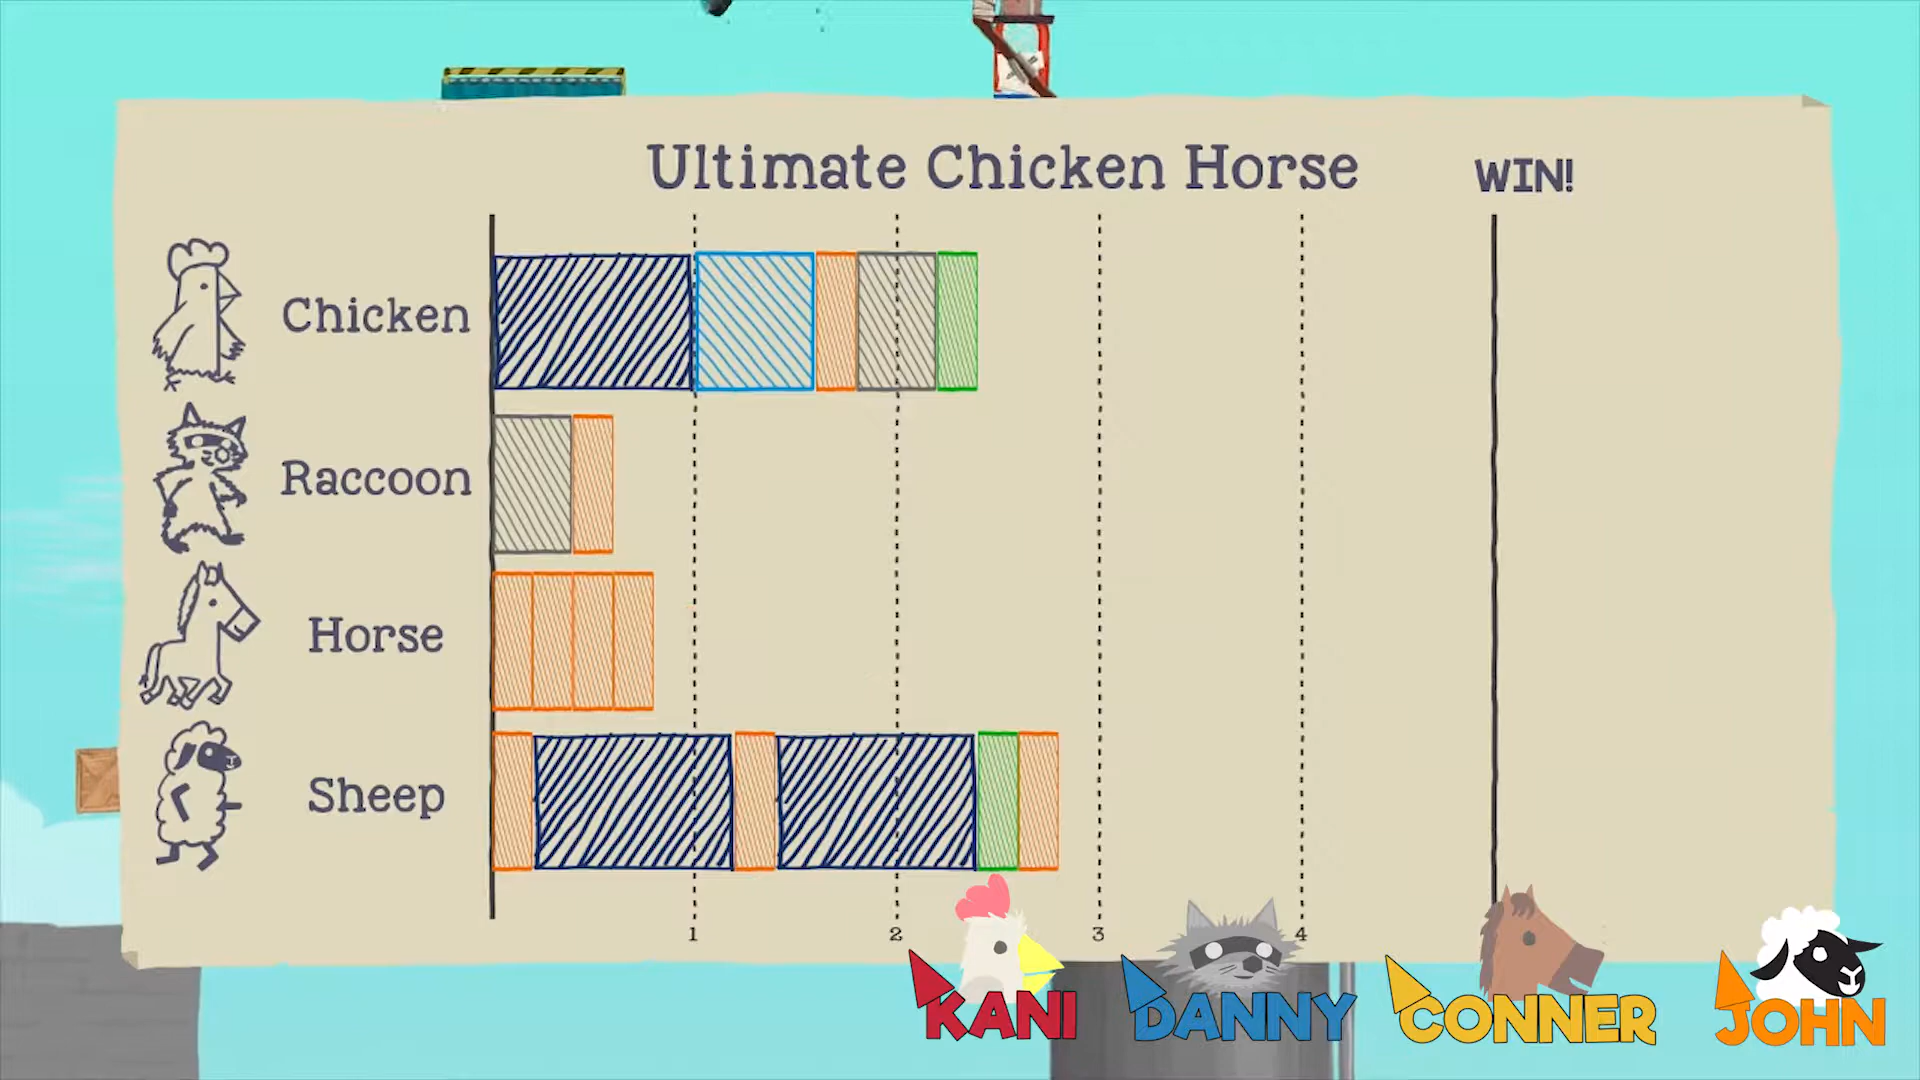 Ultimate Chicken Horse
WIN!
Chicken
Raccoon
Horse
Sheep
1 2 3 4
KANI DANNY CONNER JOHN